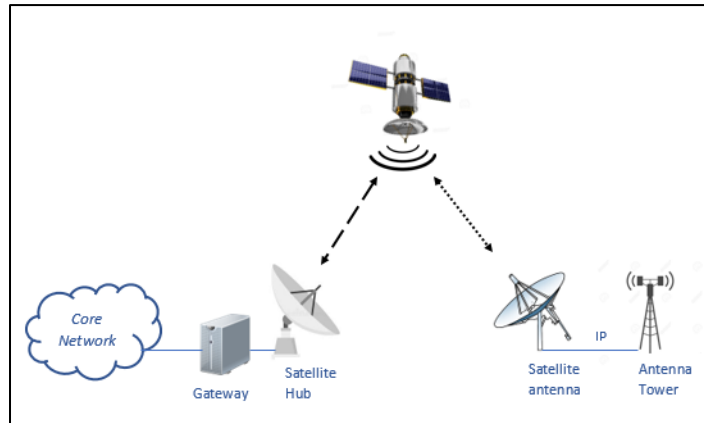 Core
Network
Gateway
Satellite
Hub
Satellite
antenna
IP
Antenna
Tower